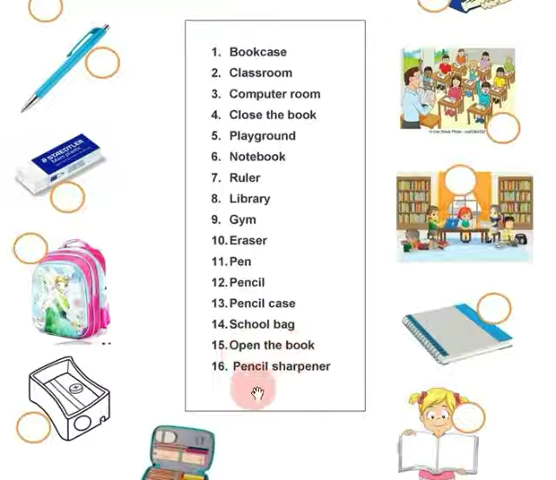 1. Bookcase
2. Classroom
3. Computer room
4. Close the book
5. Playground
6. Notebook
7. Ruler
8. Library
9. Gym
10. Eraser
11. Pen
12. Pencil
13. Pencil case
14. School bag
15. Open the book
16. Pencil sharpener
STAEDTLER